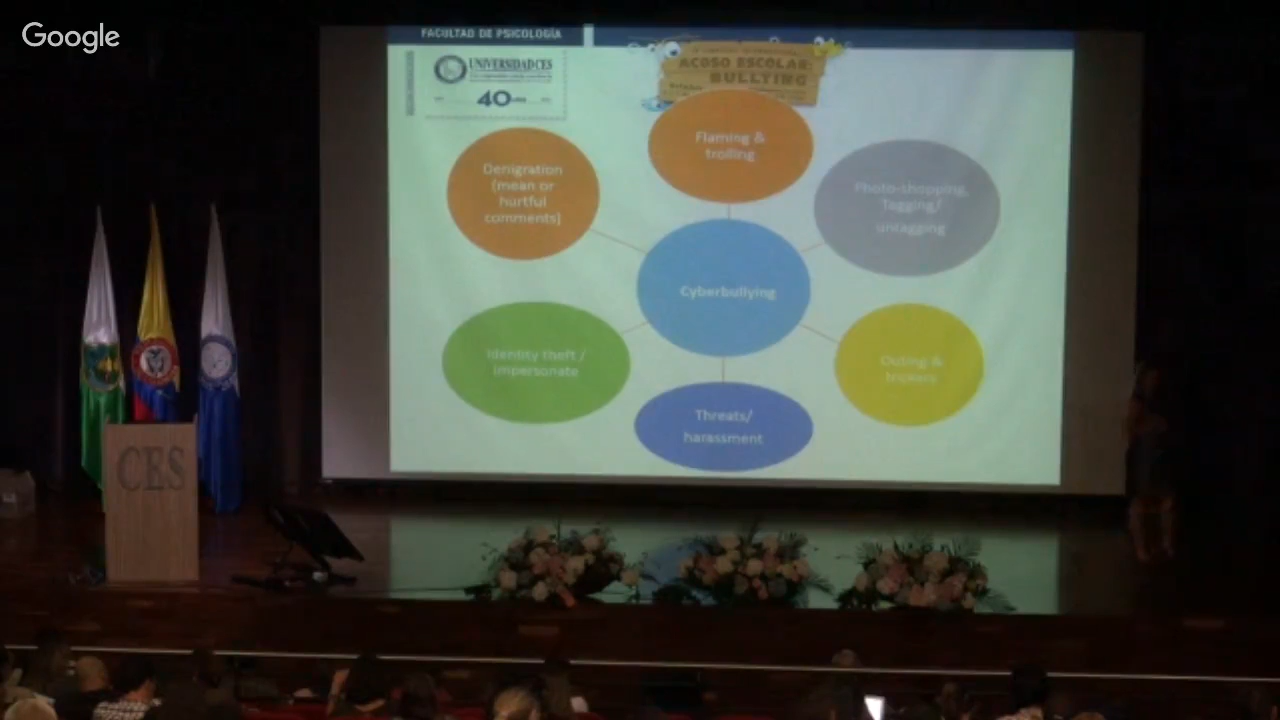 Google
FACULTAD DE PSICOLOGÍA
UNIVERSIDAD CES
40
ACOSO ESCOLAR:
BULLYING
Flaming &
trolling
Denigration
(mean or
hurtful
comments)
Photo-shopping,
Tagging/
untagging
Cyberbullying
Identity theft /
impersonate
Outing &
trickers
Threats/
harassment
CES